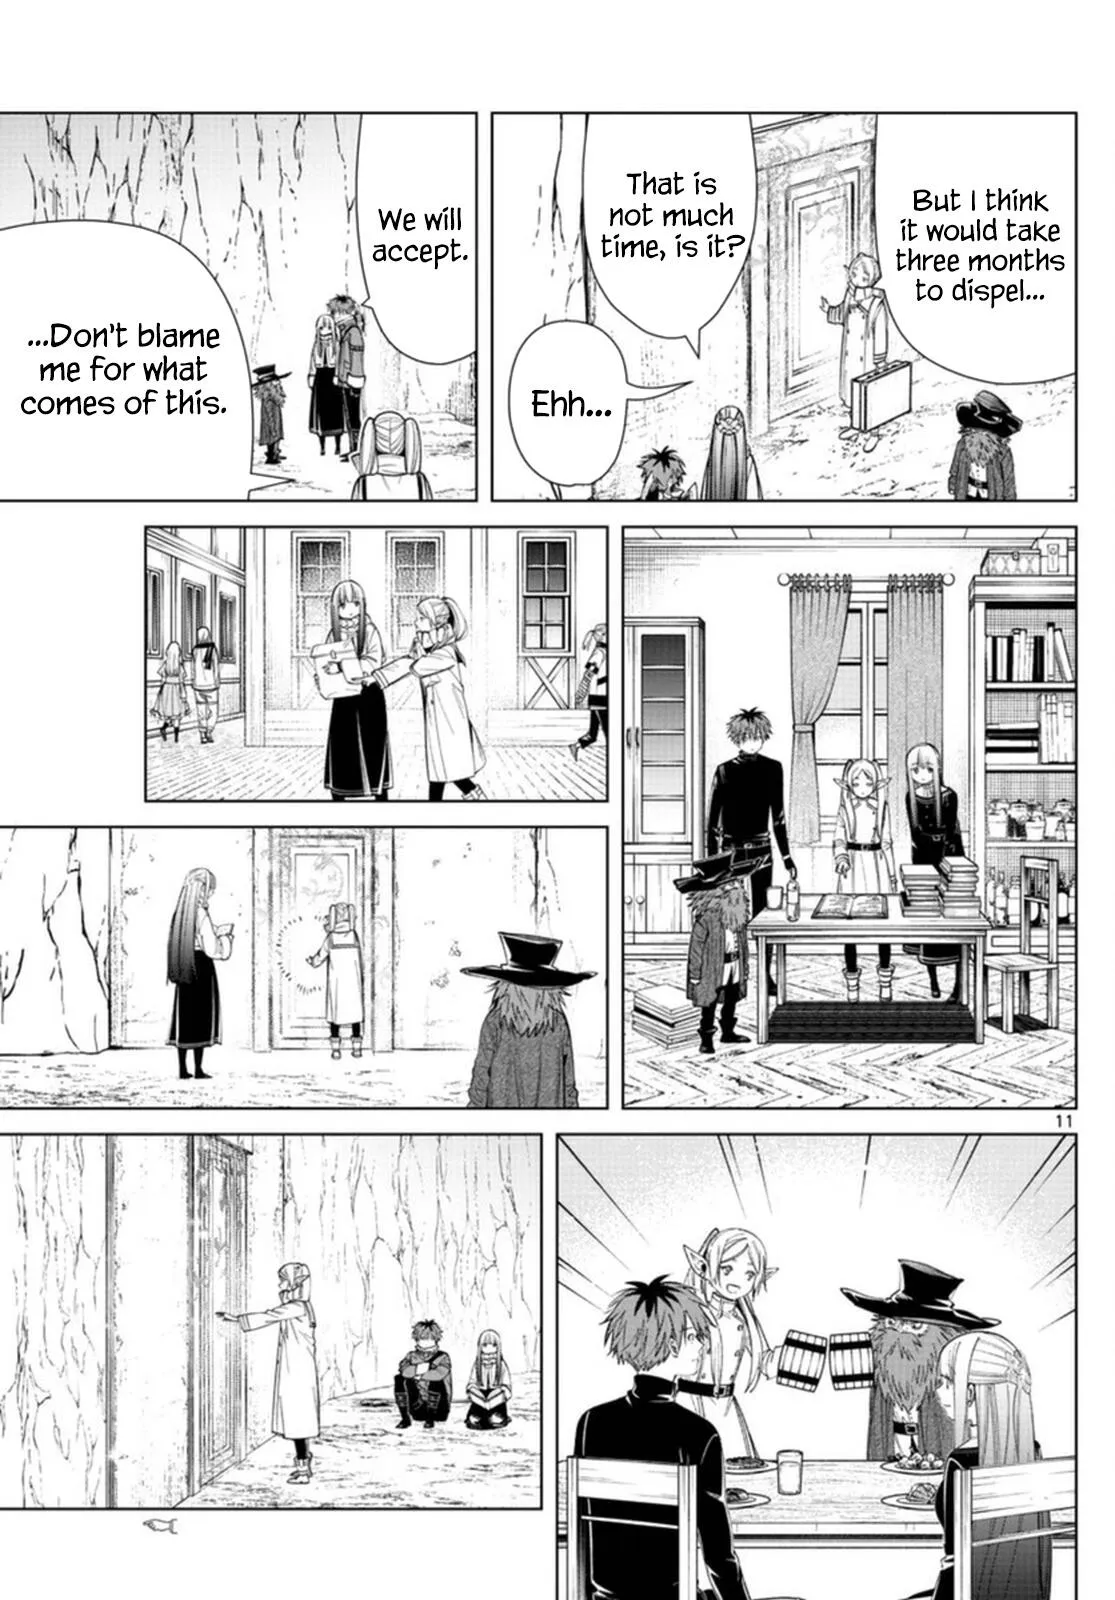 But I think
it would take
three months
to dispel...
That is
not much
time, is it?
Ehh...
We will
accept.
...Don't blame
me for what
comes of this.
11